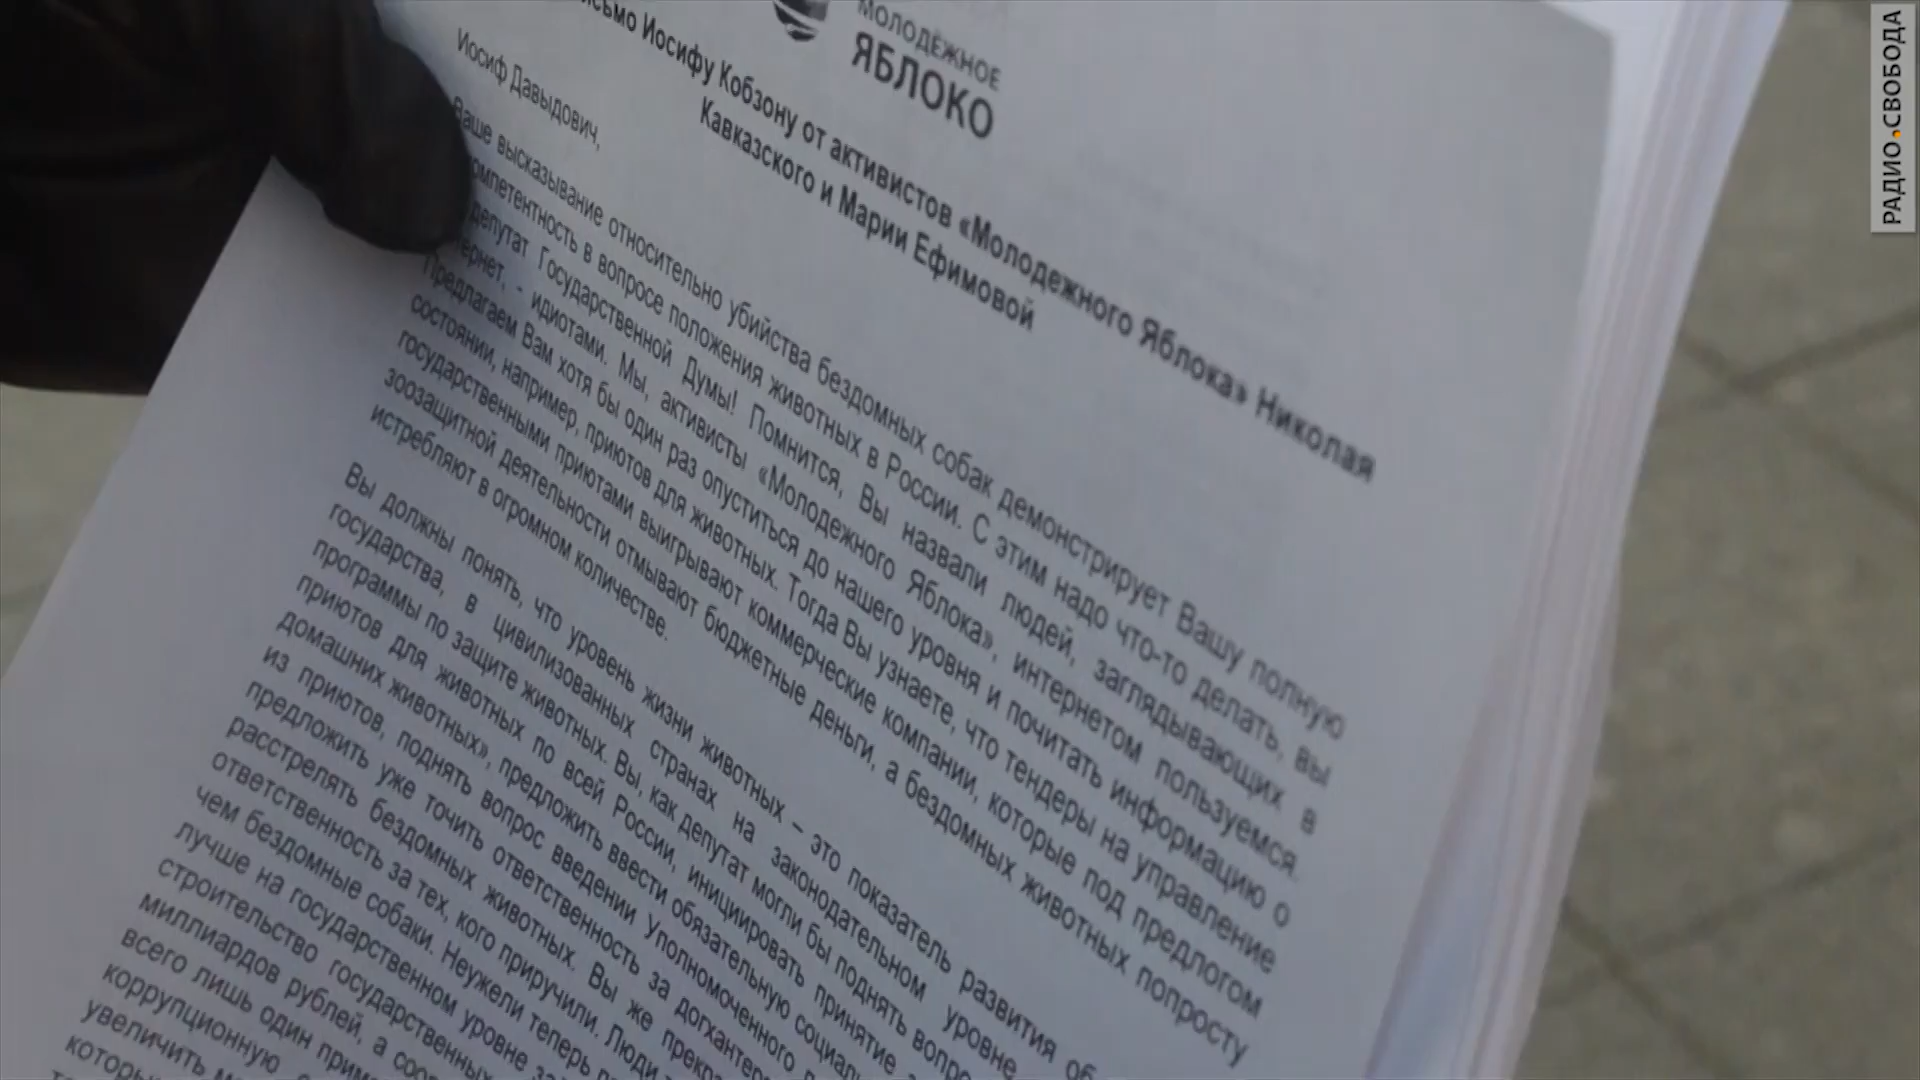 МОЛОДЁЖНОЕ
ЯБЛОКО
РАДИО СВОБОДА
исьмо Иосифу Кобзону от активистов «Молодежного Яблока» Николая
Кавказского и Марии Ефимовой
Иосиф Давыдович,
Ваше высказывание относительно убийства бездомных собак демонстрирует Вашу полную
компетентность в вопросе положения животных в России. С этим надо что-то делать, вы
депутат Государственной Думы! Помнится, Вы назвали людей, заглядывающих в
тернет, - идиотами. Мы, активисты «Молодежного Яблока», интернетом пользуемся.
Предлагаем Вам хотя бы один раз опуститься до нашего уровня и почитать информацию о
состоянии, например, приютов для животных. Тогда Вы узнаете, что тендеры на управление
государственными приютами выигрывают коммерческие компании, которые под предлогом
зоозащитной деятельности отмывают бюджетные деньги, а бездомных животных попросту
истребляют в огромном количестве.
Вы должны понять, что уровень жизни животных – это показатель развития об
государства, в цивилизованных странах на законодательном уровне
программы по защите животных. Вы, как депутат могли бы поднять вопро
приютов для животных по всей России, инициировать принятие
домашних животных», предложить ввести обязательную социал
из приютов, поднять вопрос введении Уполномоченного
предложить уже точить ответственность за догхантер
расстрелять бездомных животных. Вы же прекра
ответственность за тех, кого приручили. Люди
чем бездомные собаки. Неужели теперь
лучше на государственном уровне
строительство государственных
миллиардов рублей, а
всего лишь один приме
коррупционную
увеличить
которы